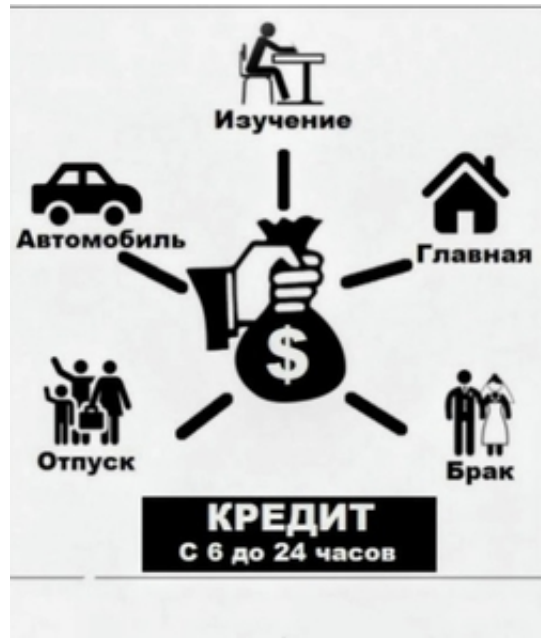 Изучение
Автомобиль
Главная
$
Отпуск
Брак
КРЕДИТ
С 6 до 24 часов